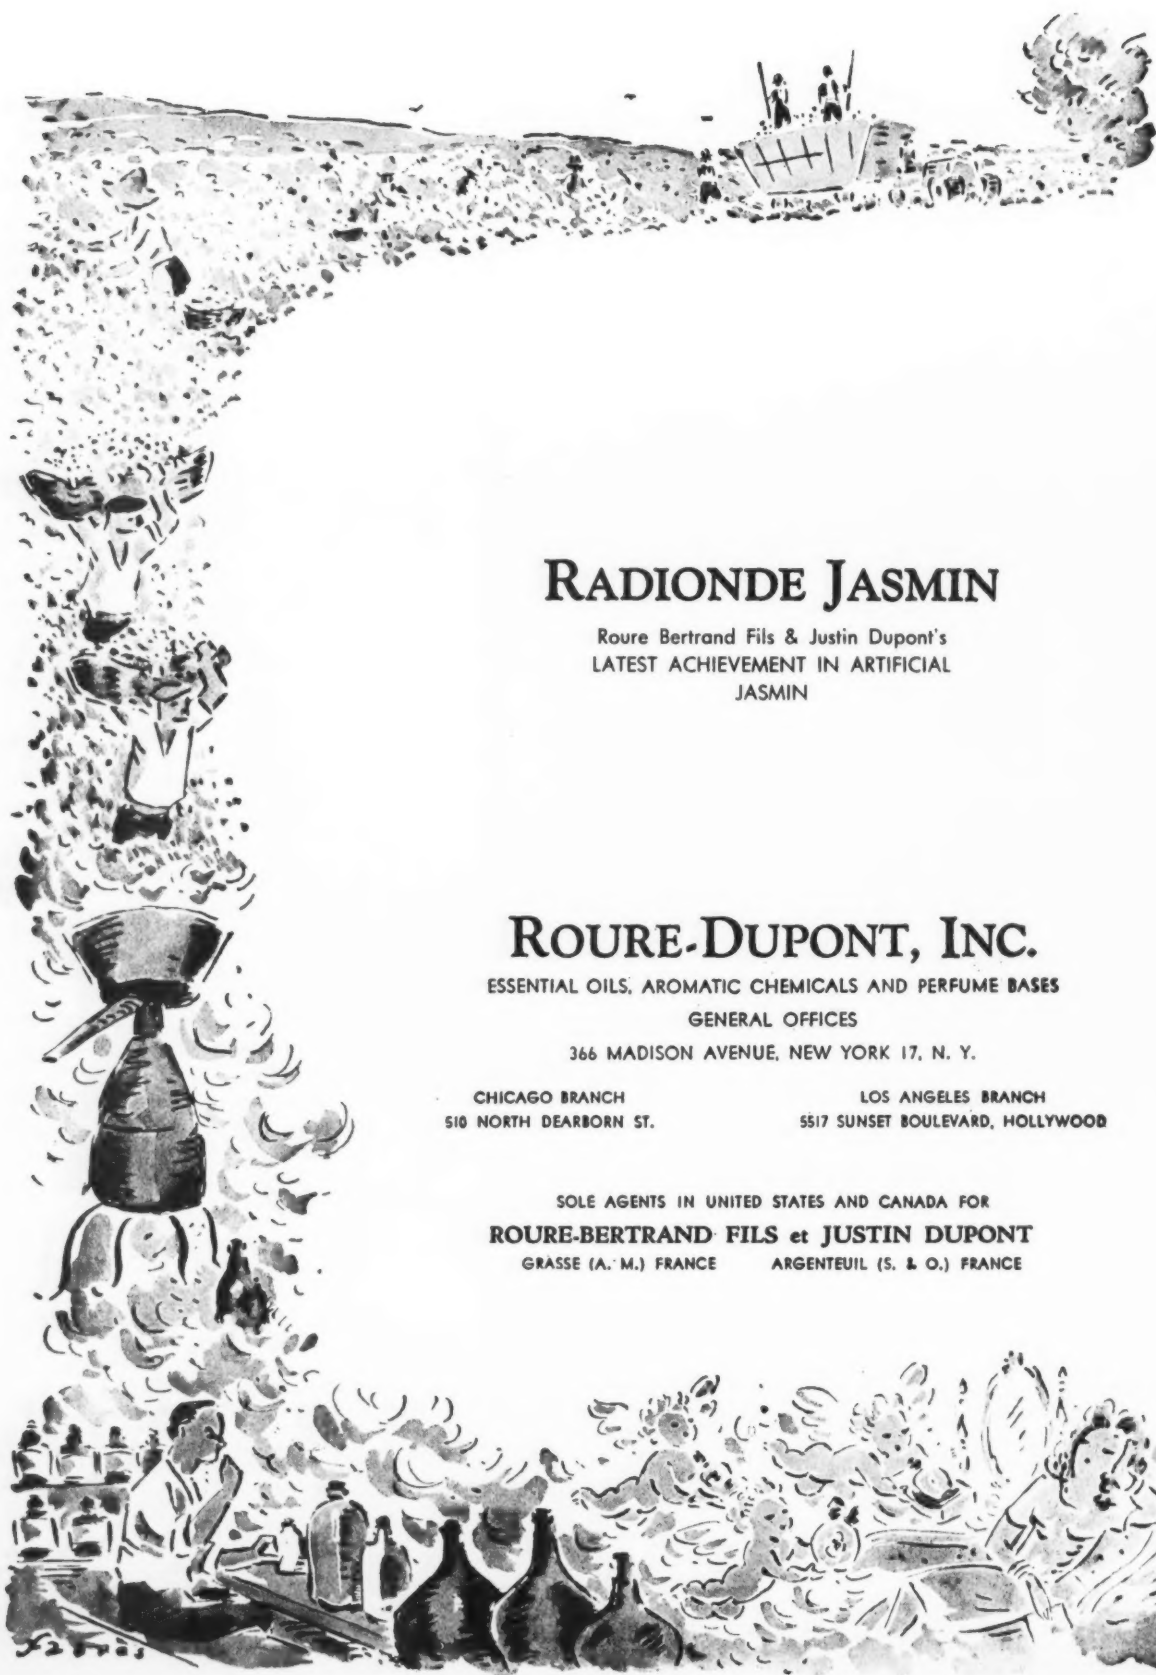 RADIONDE JASMIN
Roure Bertrand Fils & Justin Dupont's
LATEST ACHIEVEMENT IN ARTIFICIAL
JASMIN
ROURE-DUPONT, INC.
ESSENTIAL OILS, AROMATIC CHEMICALS AND PERFUME BASES
GENERAL OFFICES
366 MADISON AVENUE, NEW YORK 17, N. Y.
CHICAGO BRANCH
510 NORTH DEARBORN ST.
LOS ANGELES BRANCH
5517 SUNSET BOULEVARD, HOLLYWOOD
SOLE AGENTS IN UNITED STATES AND CANADA FOR
ROURE-BERTRAND FILS et JUSTIN DUPONT
GRASSE (A. M.) FRANCE ARGENTEUIL (S. & O.) FRANCE